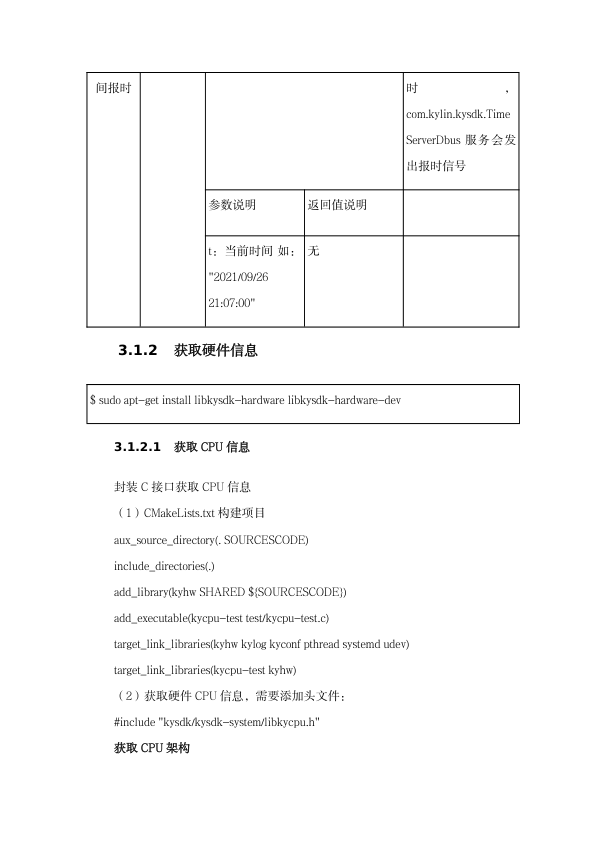 间报时
时，
com.kylin.kysdk.Time
ServerDbus 服务会发
出报时信号
参数说明 返回值说明
t：当前时间 如： 无
"2021/09/26
21:07:00"
3.1.2 获取硬件信息
$ sudo apt-get install libkysdk-hardware libkysdk-hardware-dev
3.1.2.1 获取 CPU 信息
封装 C 接口获取 CPU 信息
（1）CMakeLists.txt 构建项目
aux_source_directory(. SOURCESCODE)
include_directories(.)
add_library(kyhw SHARED ${SOURCESCODE})
add_executable(kycpu-test test/kycpu-test.c)
target_link_libraries(kyhw kylog kyconf pthread systemd udev)
target_link_libraries(kycpu-test kyhw)
（2）获取硬件 CPU 信息，需要添加头文件：
#include "kysdk/kysdk-system/libkycpu.h"
获取 CPU 架构